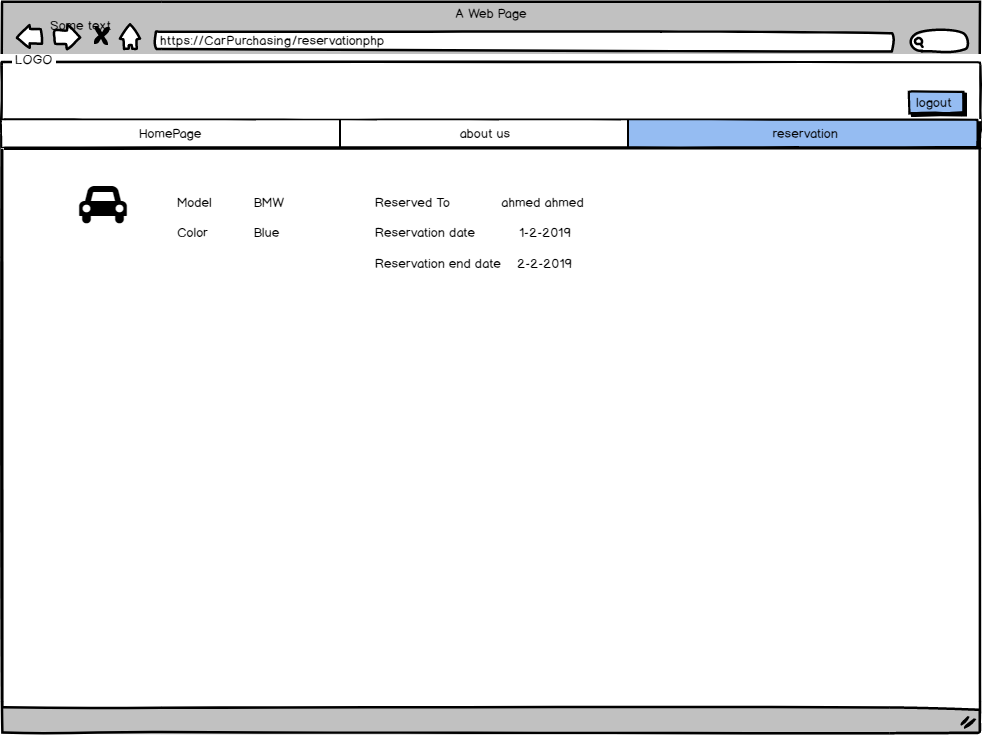 A Web Page
Some text
https://CarPurchasing/reservationphp
LOGO
logout
HomePage about us reservation
Model BMW Reserved To ahmed ahmed
Color Blue Reservation date 1-2-2019
Reservation end date 2-2-2019